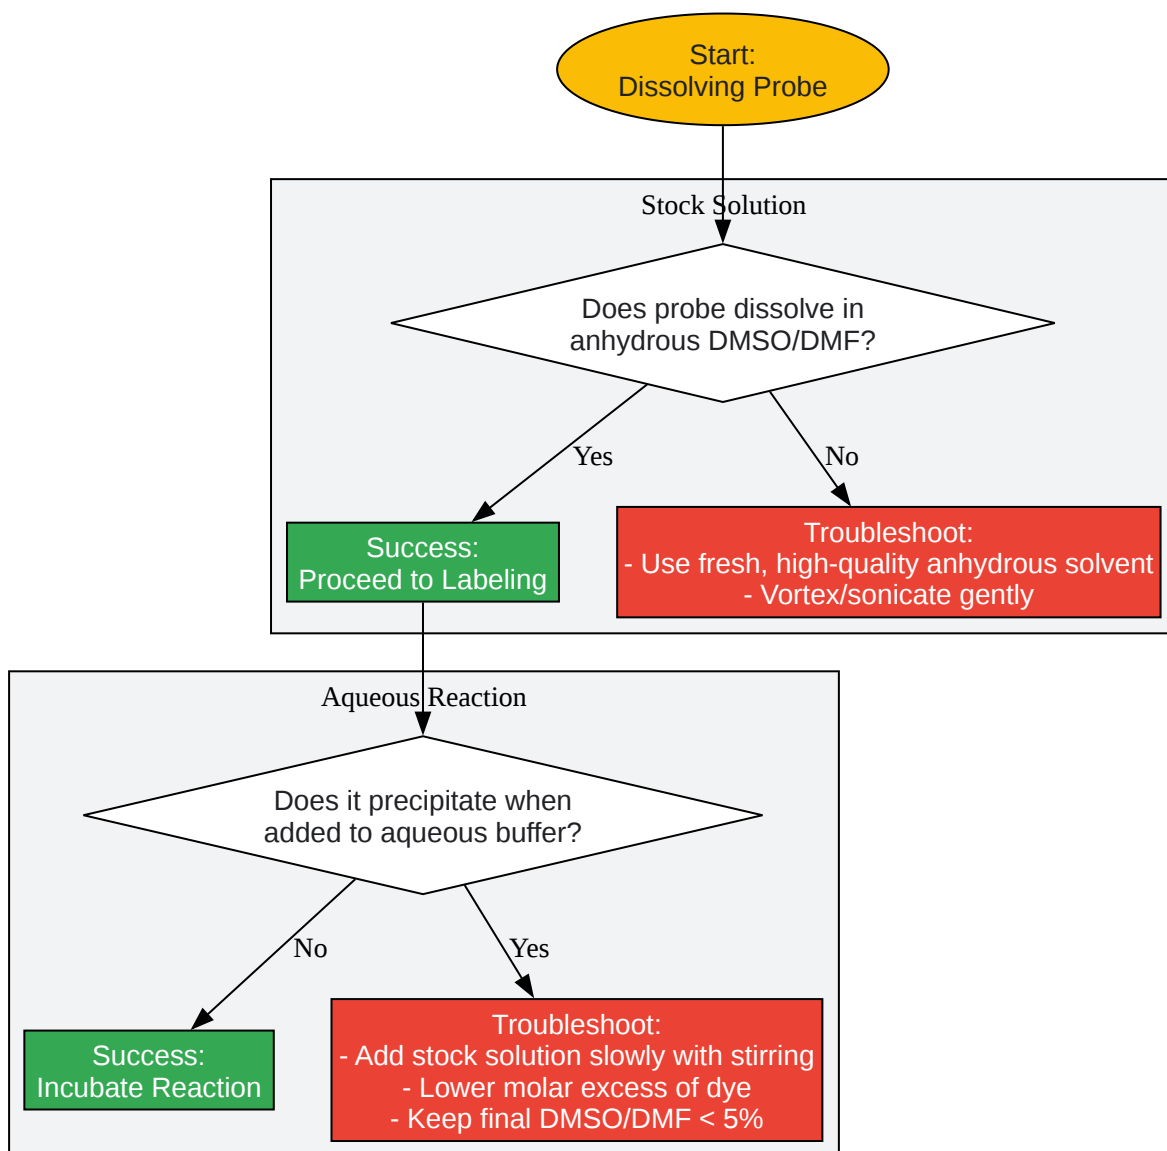 Start:
Dissolving Probe
Stock Solution
Does probe dissolve in
anhydrous DMSO/DMF?
Yes
No
Success:
Proceed to Labeling
Troubleshoot:
- Use fresh, high-quality anhydrous solvent
- Vortex/sonicate gently
Aqueous Reaction
Does it precipitate when
added to aqueous buffer?
No
Yes
Success:
Incubate Reaction
Troubleshoot:
- Add stock solution slowly with stirring
- Lower molar excess of dye
- Keep final DMSO/DMF < 5%